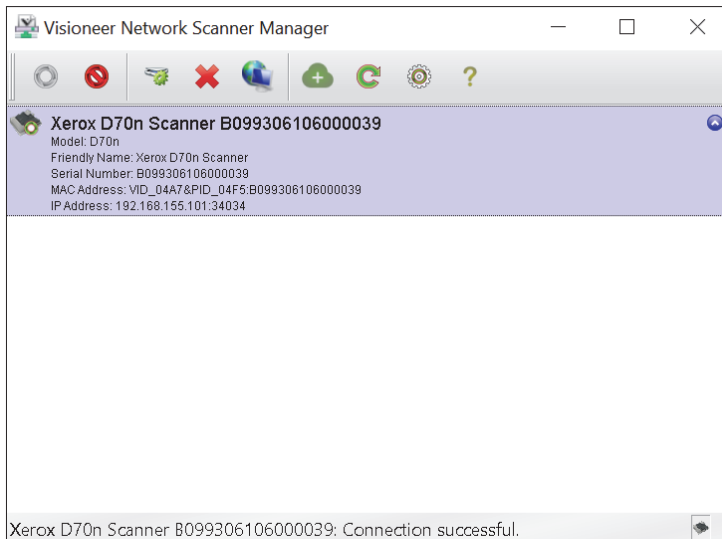 Visioneer Network Scanner Manager
?
Xerox D70n Scanner B099306106000039
Model: D70n
Friendly Name: Xerox D70n Scanner
Serial Number: B099306106000039
MAC Address: VID_04A7&PID_04F5:B099306106000039
IP Address: 192.168.155.101:34034
Xerox D70n Scanner B099306106000039: Connection successful.